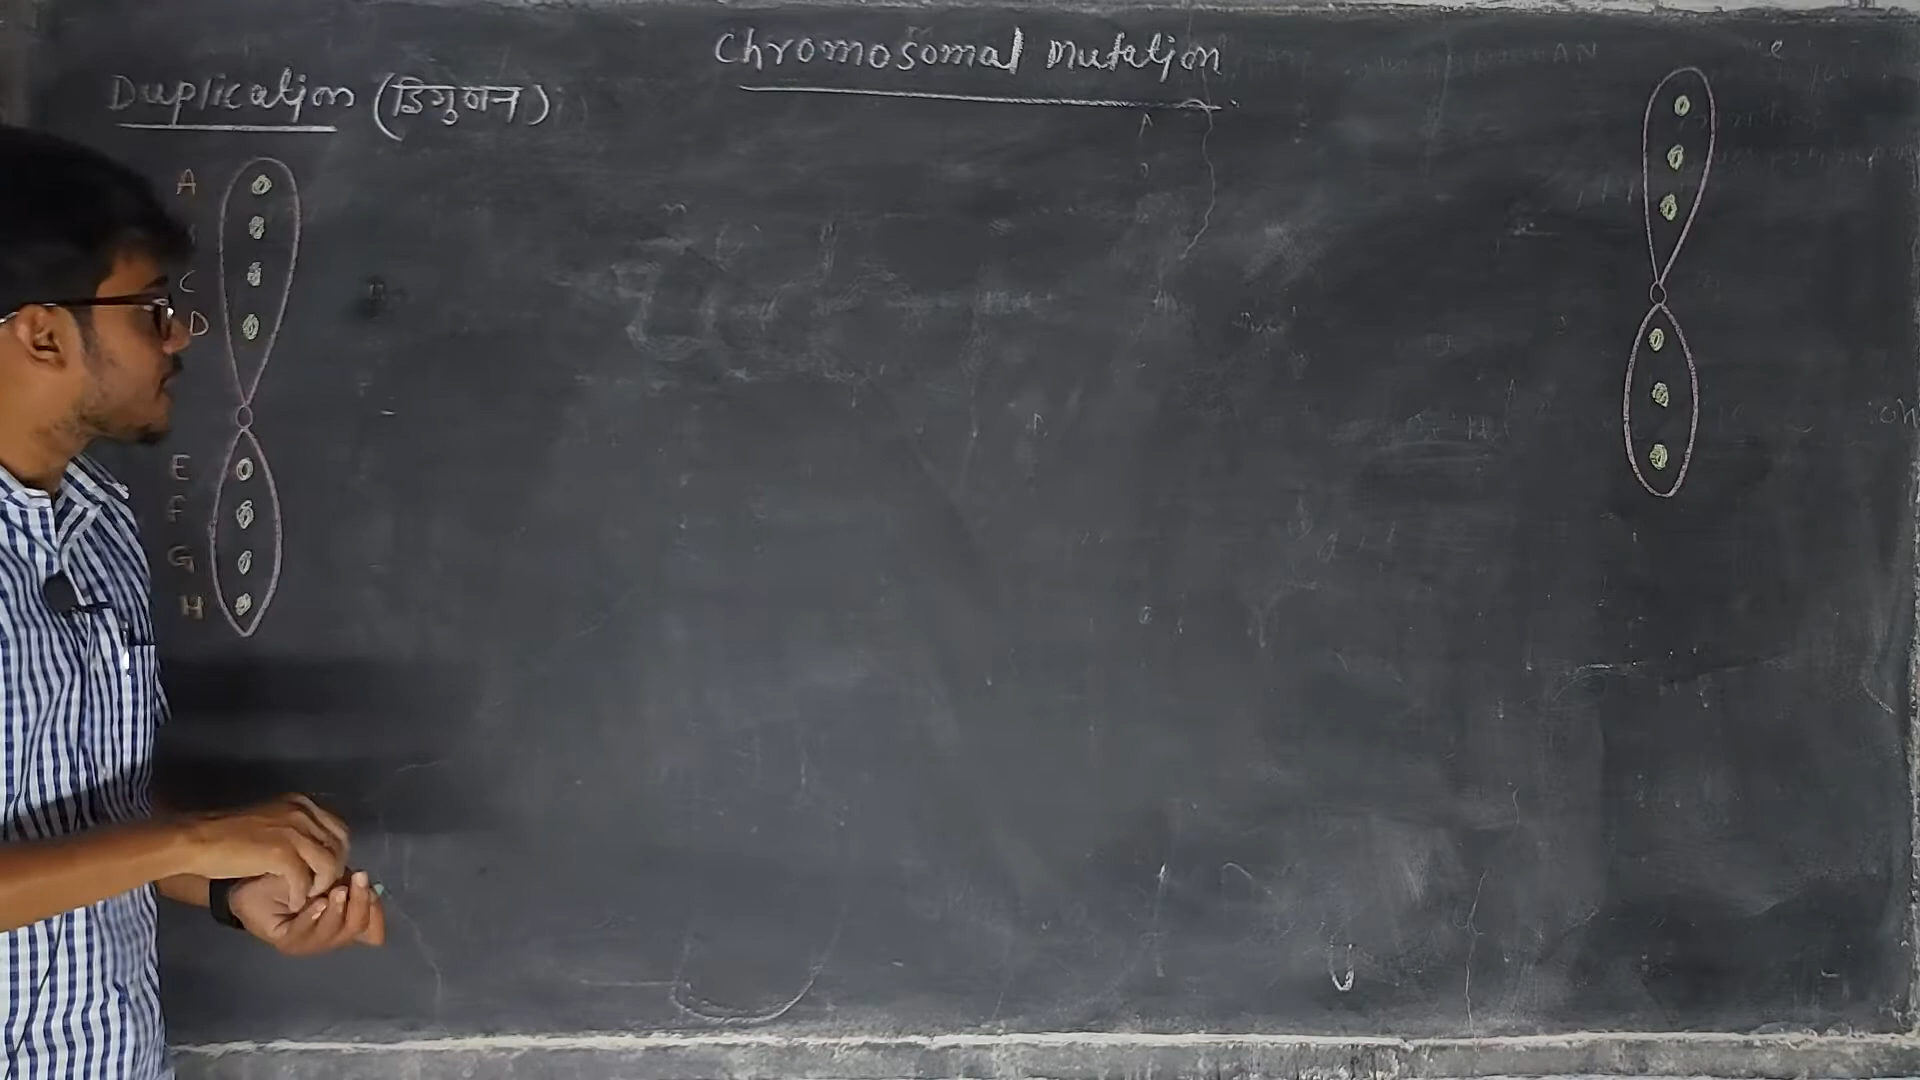 Chromosomal Mutation
Duplication (डिगुणन)
A
C
D
E
F
G
H